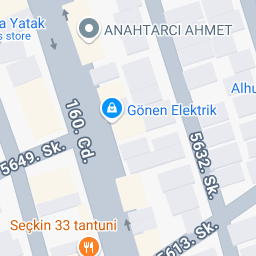 a Yatak
s store
ANAHTARCI AHMET
Gönen Elektrik
Alhu
160. Cd.
5649. Sk.
5632. Sk.
Seçkin 33 tantuni
5613. Sk.